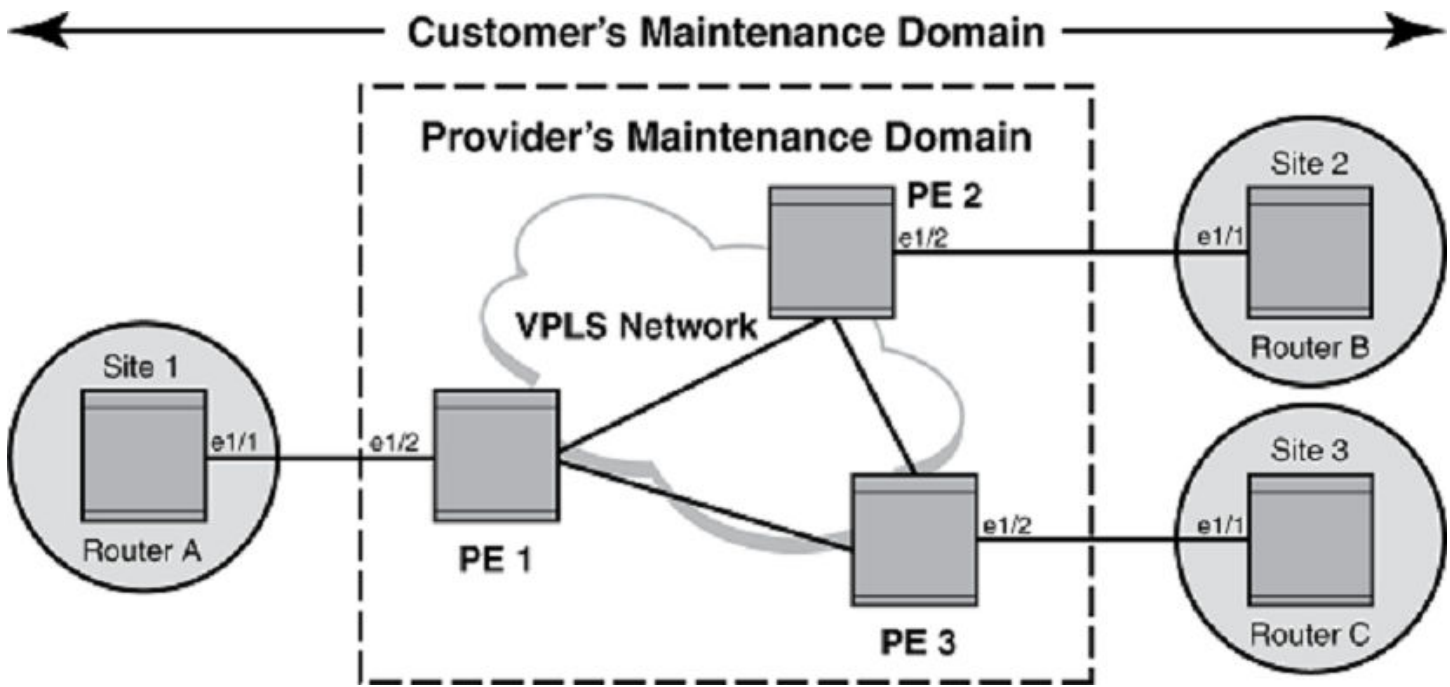 Customer's Maintenance Domain
Provider's Maintenance Domain
PE 2
e1/2
VPLS Network
Site 2
e1/1
Router B
Site 1
e1/1
Router A
e1/2
PE 1
e1/2
PE 3
Site 3
e1/1
Router C